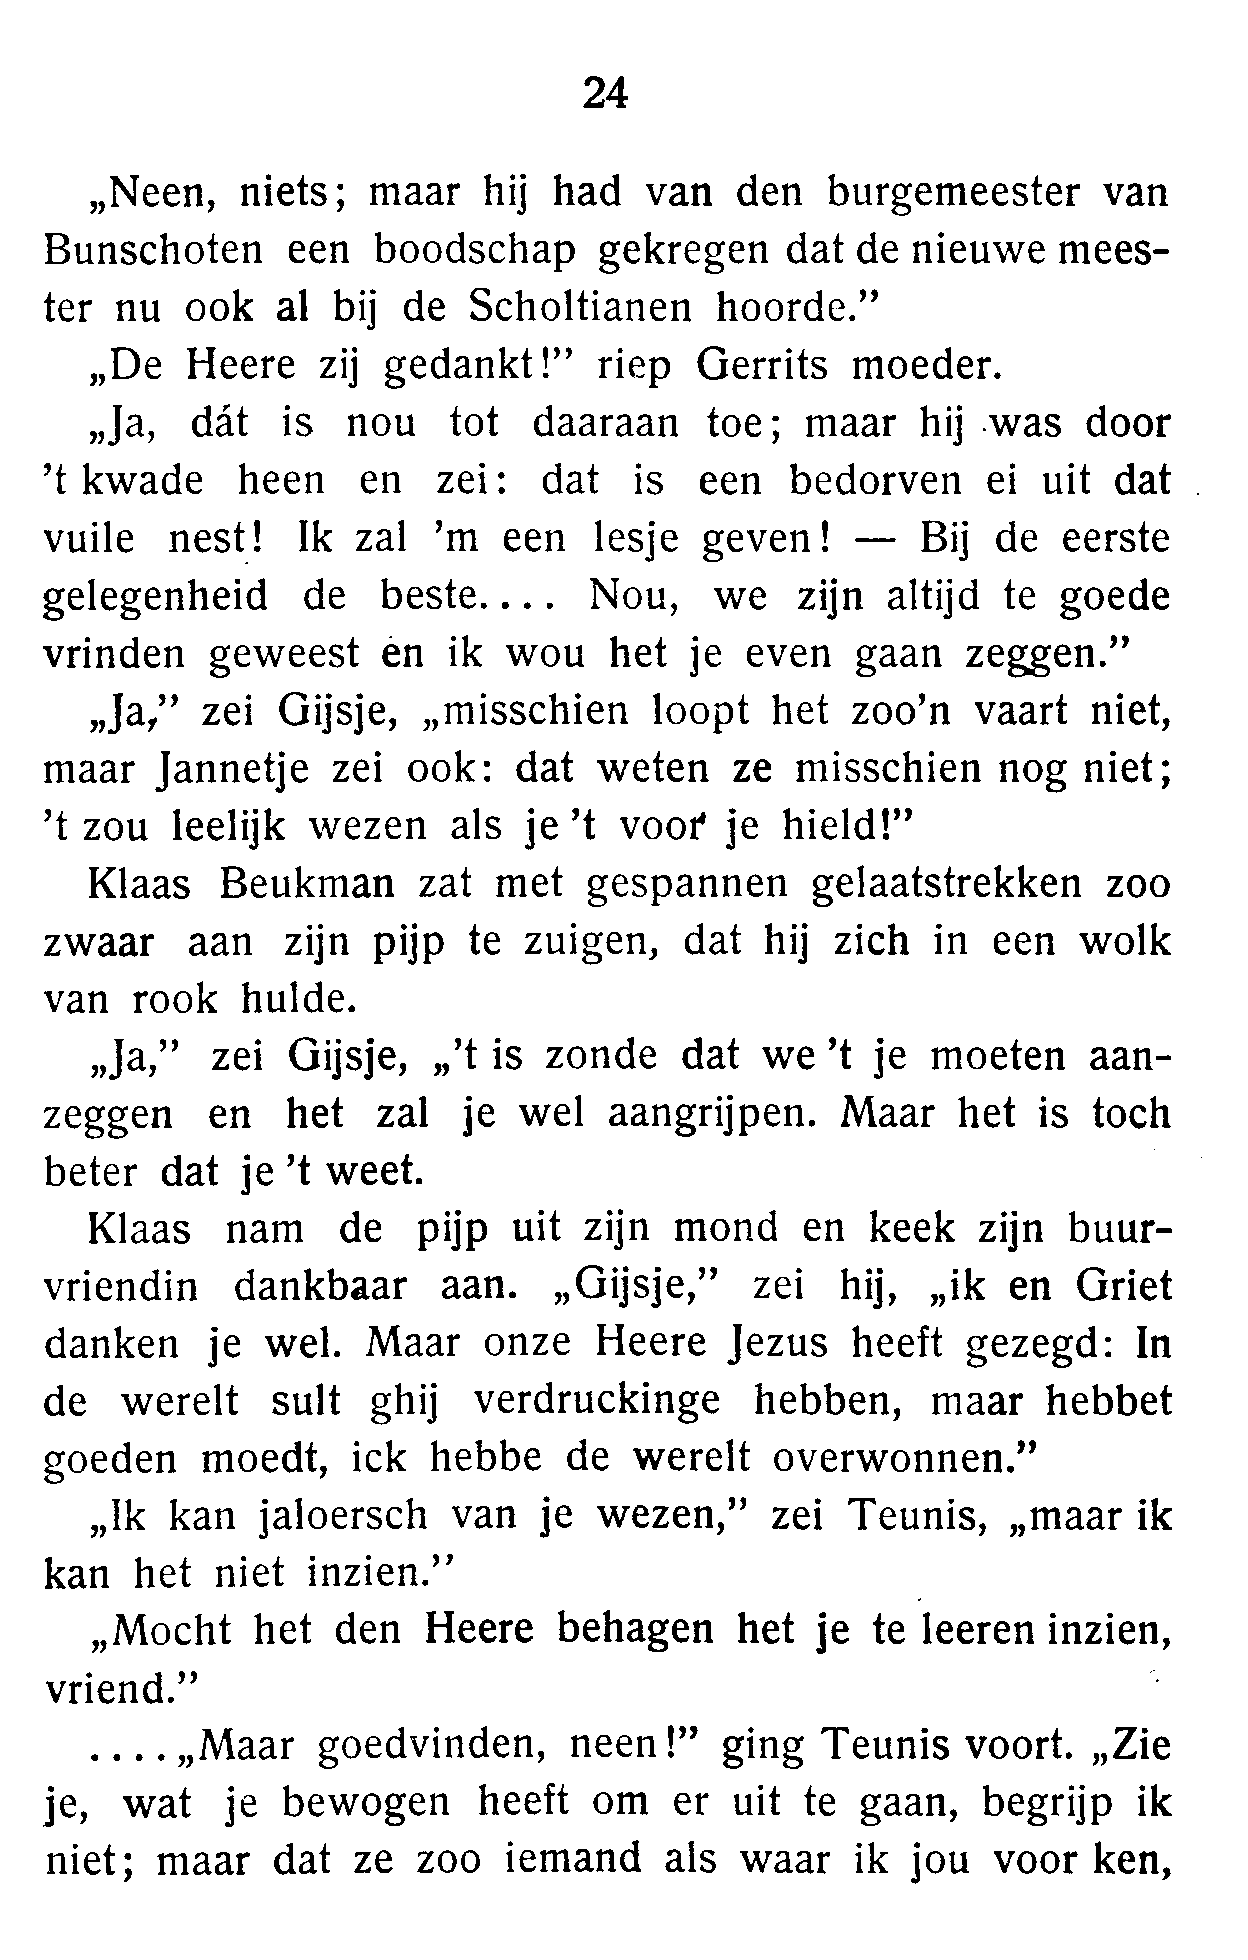 24
„Neen, niets; maar hij had van den burgemeester van
Bunschoten een boodschap gekregen dat de nieuwe mees-
ter nu ook al bij de Scholtianen hoorde.”
„De Heere zij gedankt!” riep Gerrits moeder.
„Ja, dát is nou tot daaraan toe; maar hij was door
’t kwade heen en zei: dat is een bedorven ei uit dat
vuile nest! Ik zal ’m een lesje geven! — Bij de eerste
gelegenheid de beste.... Nou, we zijn altijd te goede
vrinden geweest en ik wou het je even gaan zeggen.”
„Ja,” zei Gijsje, „misschien loopt het zoo’n vaart niet,
maar Jannetje zei ook: dat weten ze misschien nog niet;
’t zou leelijk wezen als je ’t voor je hield!”
Klaas Beukman zat met gespannen gelaatstrekken zoo
zwaar aan zijn pijp te zuigen, dat hij zich in een wolk
van rook hulde.
„Ja,” zei Gijsje, „’t is zonde dat we ’t je moeten aan-
zeggen en het zal je wel aangrijpen. Maar het is toch
beter dat je ’t weet.
Klaas nam de pijp uit zijn mond en keek zijn buur-
vriendin dankbaar aan. „Gijsje,” zei hij, „ik en Griet
danken je wel. Maar onze Heere Jezus heeft gezegd: In
de werelt sult ghij verdruckinge hebben, maar hebbet
goeden moedt, ick hebbe de werelt overwonnen.”
„Ik kan jaloersch van je wezen,” zei Teunis, „maar ik
kan het niet inzien.”
„Mocht het den Heere behagen het je te leeren inzien,
vriend.”
....„Maar goedvinden, neen!” ging Teunis voort. „Zie
je, wat je bewogen heeft om er uit te gaan, begrijp ik
niet; maar dat ze zoo iemand als waar ik jou voor ken,